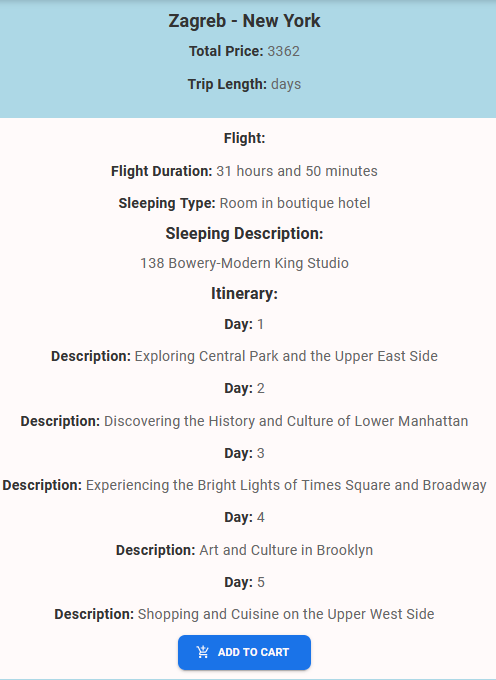 Zagreb - New York
Total Price: 3362
Trip Length: days
Flight:
Flight Duration: 31 hours and 50 minutes
Sleeping Type: Room in boutique hotel
Sleeping Description:
138 Bowery-Modern King Studio
Itinerary:
Day: 1
Description: Exploring Central Park and the Upper East Side
Day: 2
Description: Discovering the History and Culture of Lower Manhattan
Day: 3
Description: Experiencing the Bright Lights of Times Square and Broadway
Day: 4
Description: Art and Culture in Brooklyn
Day: 5
Description: Shopping and Cuisine on the Upper West Side
ADD TO CART